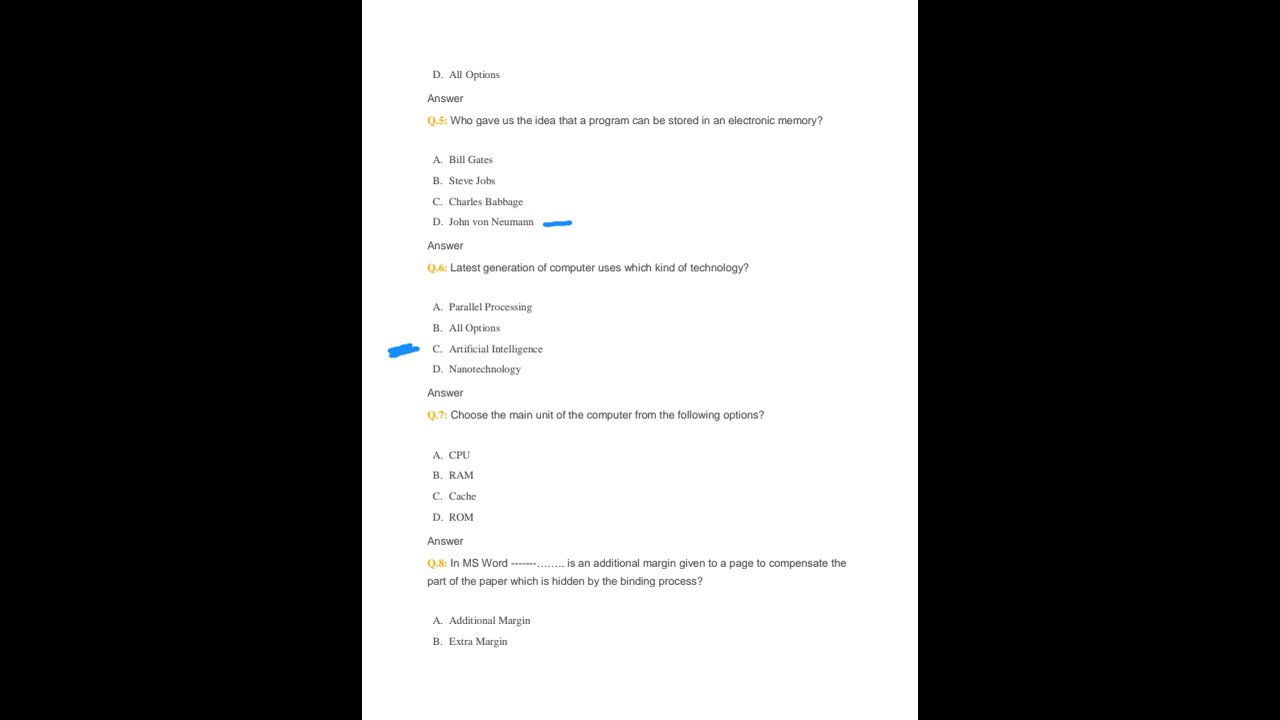 D. All Options
Answer
Q.5: Who gave us the idea that a program can be stored in an electronic memory?
A. Bill Gates
B. Steve Jobs
C. Charles Babbage
D. John von Neumann
Answer
Q.6: Latest generation of computer uses which kind of technology?
A. Parallel Processing
B. All Options
C. Artificial Intelligence
D. Nanotechnology
Answer
Q.7: Choose the main unit of the computer from the following options?
A. CPU
B. RAM
C. Cache
D. ROM
Answer
Q.8: In MS Word -------…….. is an additional margin given to a page to compensate the
part of the paper which is hidden by the binding process?
A. Additional Margin
B. Extra Margin